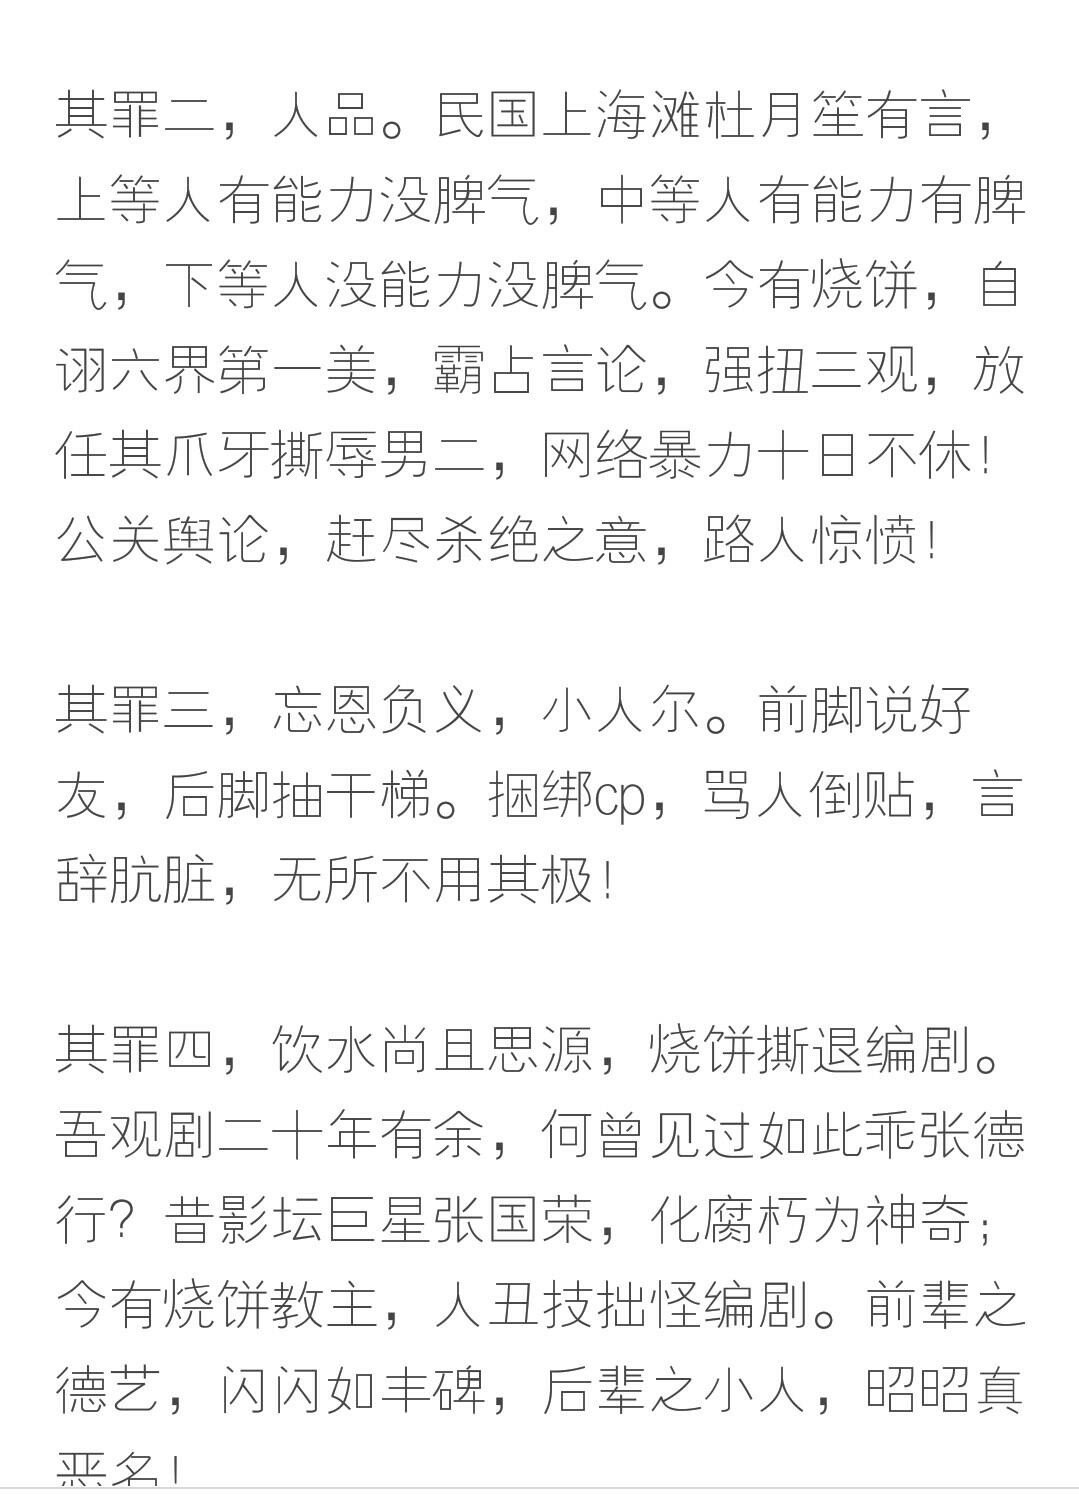 其罪二，人品。民国上海滩杜月笙有言，
上等人有能力没脾气，中等人有能力有脾
气，下等人没能力没脾气。今有烧饼，自
诩六界第一美，霸占言论，强扭三观，放
任其爪牙撕辱男二，网络暴力十日不休！
公关舆论，赶尽杀绝之意，路人惊愤！
其罪三，忘恩负义，小人尔。前脚说好
友，后脚抽干梯。捆绑cp，骂人倒贴，言
辞肮脏，无所不用其极！
其罪四，饮水尚且思源，烧饼撕退编剧。
吾观剧二十年有余，何曾见过如此乖张德
行？昔影坛巨星张国荣，化腐朽为神奇；
今有烧饼教主，人丑技拙怪编剧。前辈之
德艺，闪闪如丰碑，后辈之小人，昭昭真
恶名！